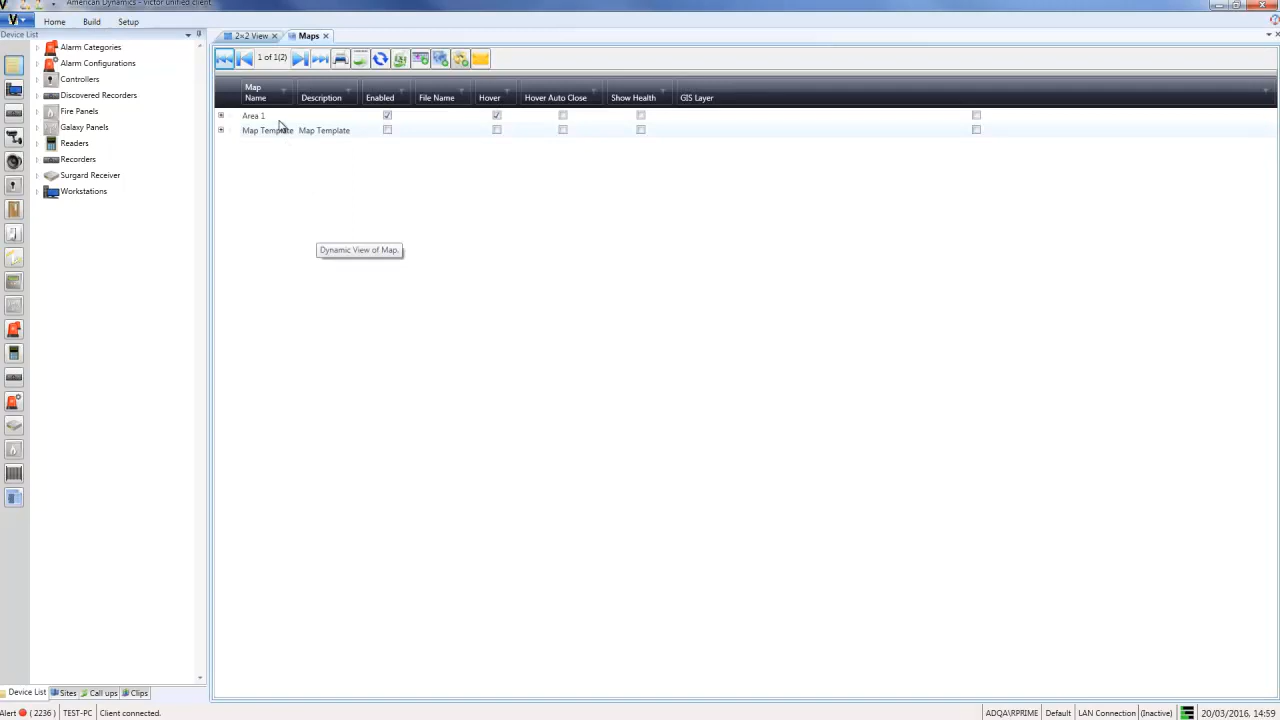 American Dynamics - victor unified client
V
Home
Build
Setup
Device List
2×2 View
Maps
1 of 1(2)
Alarm Categories
Alarm Configurations
Controllers
Discovered Recorders
Fire Panels
Galaxy Panels
Readers
Recorders
Surgard Receiver
Workstations
Map Name
Description
Enabled
File Name
Hover
Hover Auto Close
Show Health
GIS Layer
Area 1
Map Template
Map Template
Dynamic View of Map.
Device List
Sites
Call ups
Clips
Alert
(2236)
TEST-PC
Client connected.
ADQA\RPRIME
Default
LAN Connection
(Inactive)
20/03/2016, 14:59